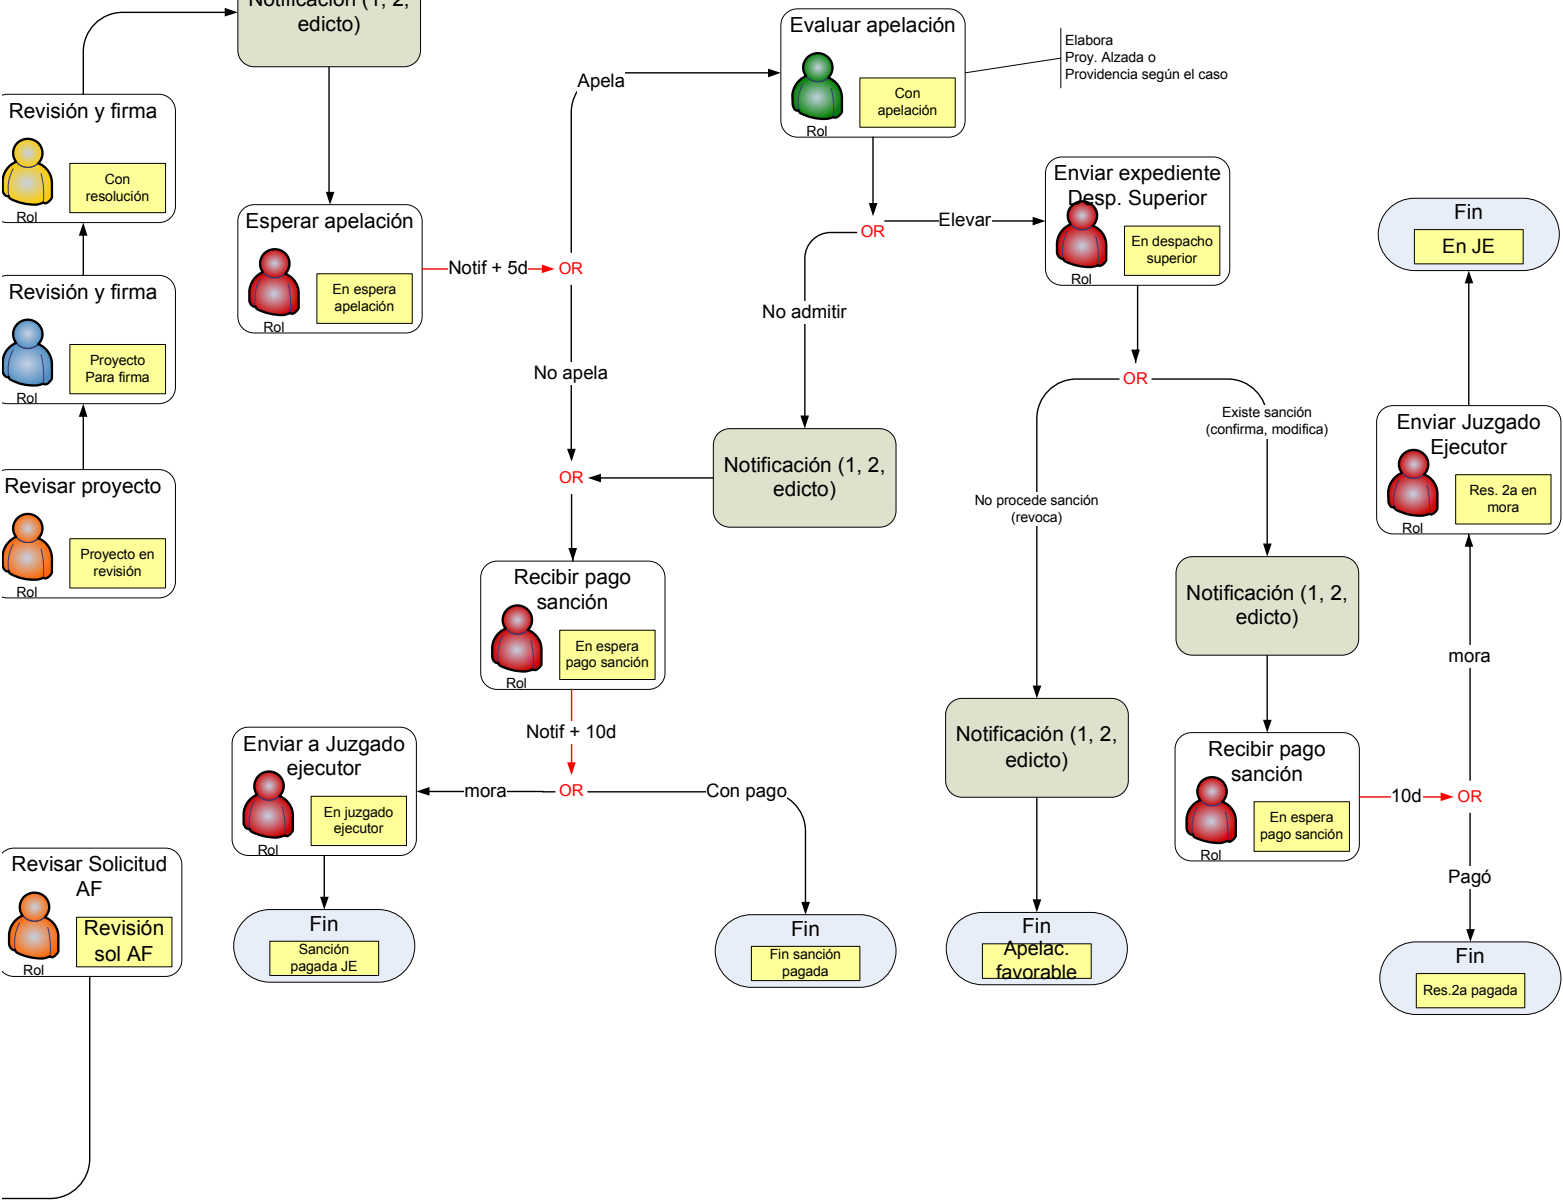 Notificación (1, 2,
edicto)
Evaluar apelación
Con
apelación
Rol
Elabora
Proy. Alzada o
Providencia según el caso
Apela
Revisión y firma
Con
resolución
Rol
Enviar expediente
Desp. Superior
En despacho
superior
Rol
Esperar apelación
En espera
apelación
Rol
Notif + 5d
OR
OR
Elevar
Fin
En JE
Revisión y firma
Proyecto
Para firma
Rol
No admitir
No apela
OR
Existe sanción
(confirma, modifica)
Enviar Juzgado
Ejecutor
Res. 2a en
mora
Rol
Revisar proyecto
Proyecto en
revisión
Rol
OR
Notificación (1, 2,
edicto)
No procede sanción
(revoca)
Recibir pago
sanción
En espera
pago sanción
Rol
Notificación (1, 2,
edicto)
mora
Notif + 10d
Enviar a Juzgado
ejecutor
En juzgado
ejecutor
Rol
mora
OR
Con pago
Notificación (1, 2,
edicto)
Recibir pago
sanción
En espera
pago sanción
Rol
10d
OR
Pagó
Revisar Solicitud
AF
Revisión
sol AF
Rol
Fin
Sanción
pagada JE
Fin
Fin sanción
pagada
Fin
Apelac.
favorable
Fin
Res.2a pagada